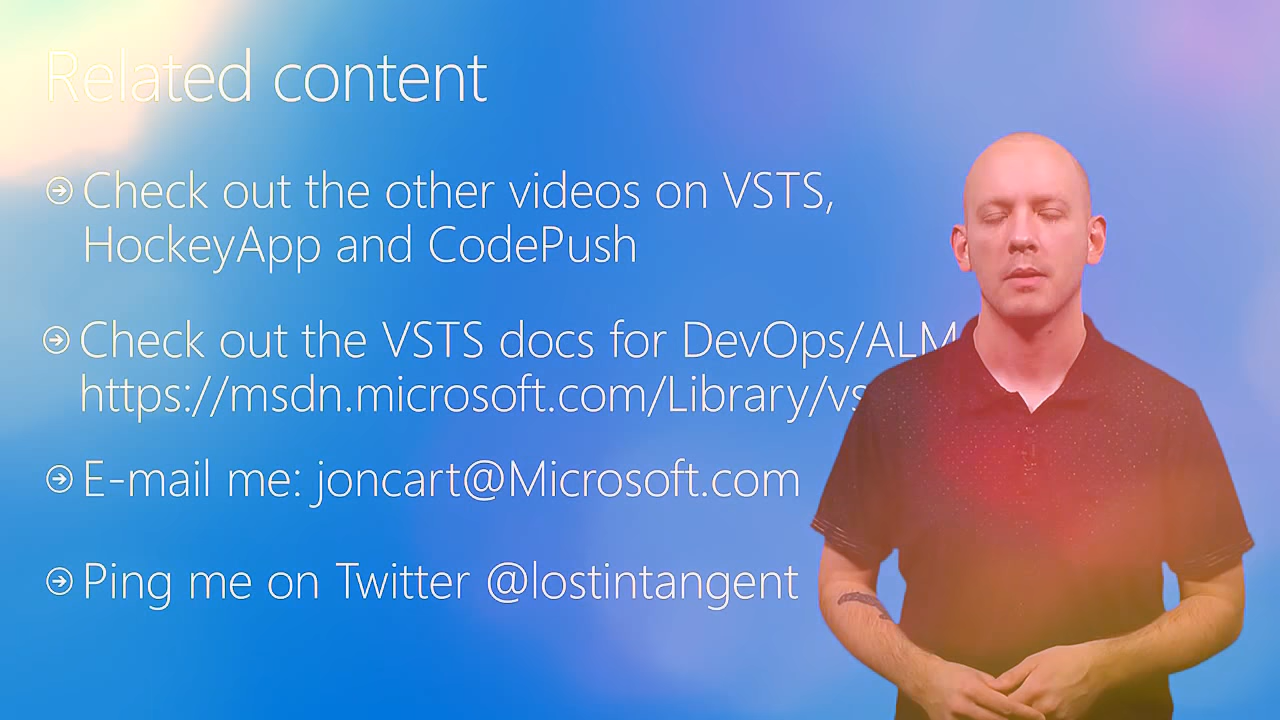 Related content
Check out the other videos on VSTS,
HockeyApp and CodePush
Check out the VSTS docs for DevOps/ALM
https://msdn.microsoft.com/Library/vs
E-mail me: joncart@Microsoft.com
Ping me on Twitter @lostintangent